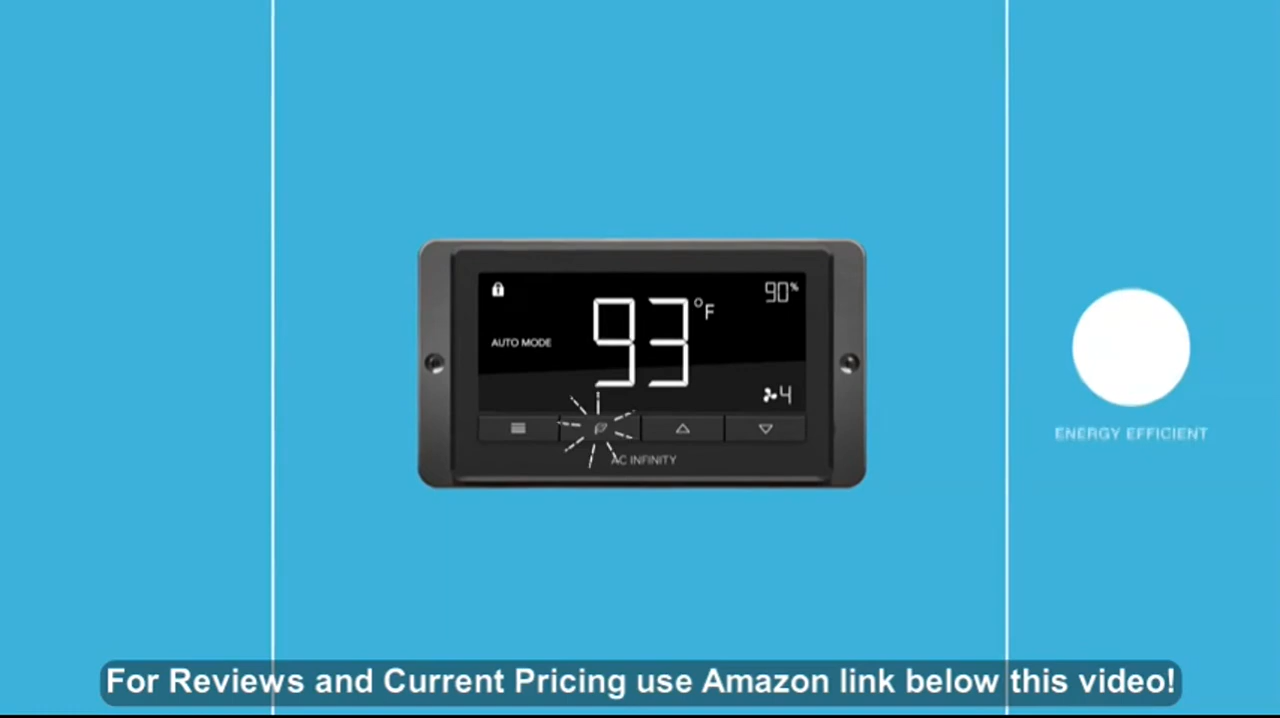 90%
93°F
AUTO MODE
4
AC INFINITY
ENERGY EFFICIENT
For Reviews and Current Pricing use Amazon link below this video!